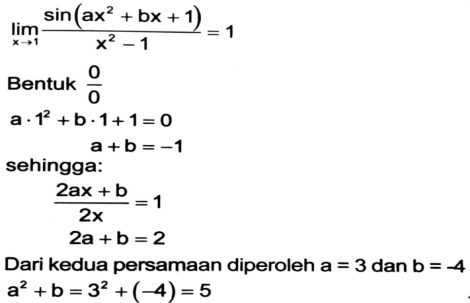 lim x→1 sin(ax² + bx + 1) / (x² − 1) = 1
Bentuk 0/0
a · 1² + b · 1 + 1 = 0
a + b = −1
sehingga:
(2ax + b) / 2x = 1
2a + b = 2
Dari kedua persamaan diperoleh a = 3 dan b = -4
a² + b = 3² + (−4) = 5